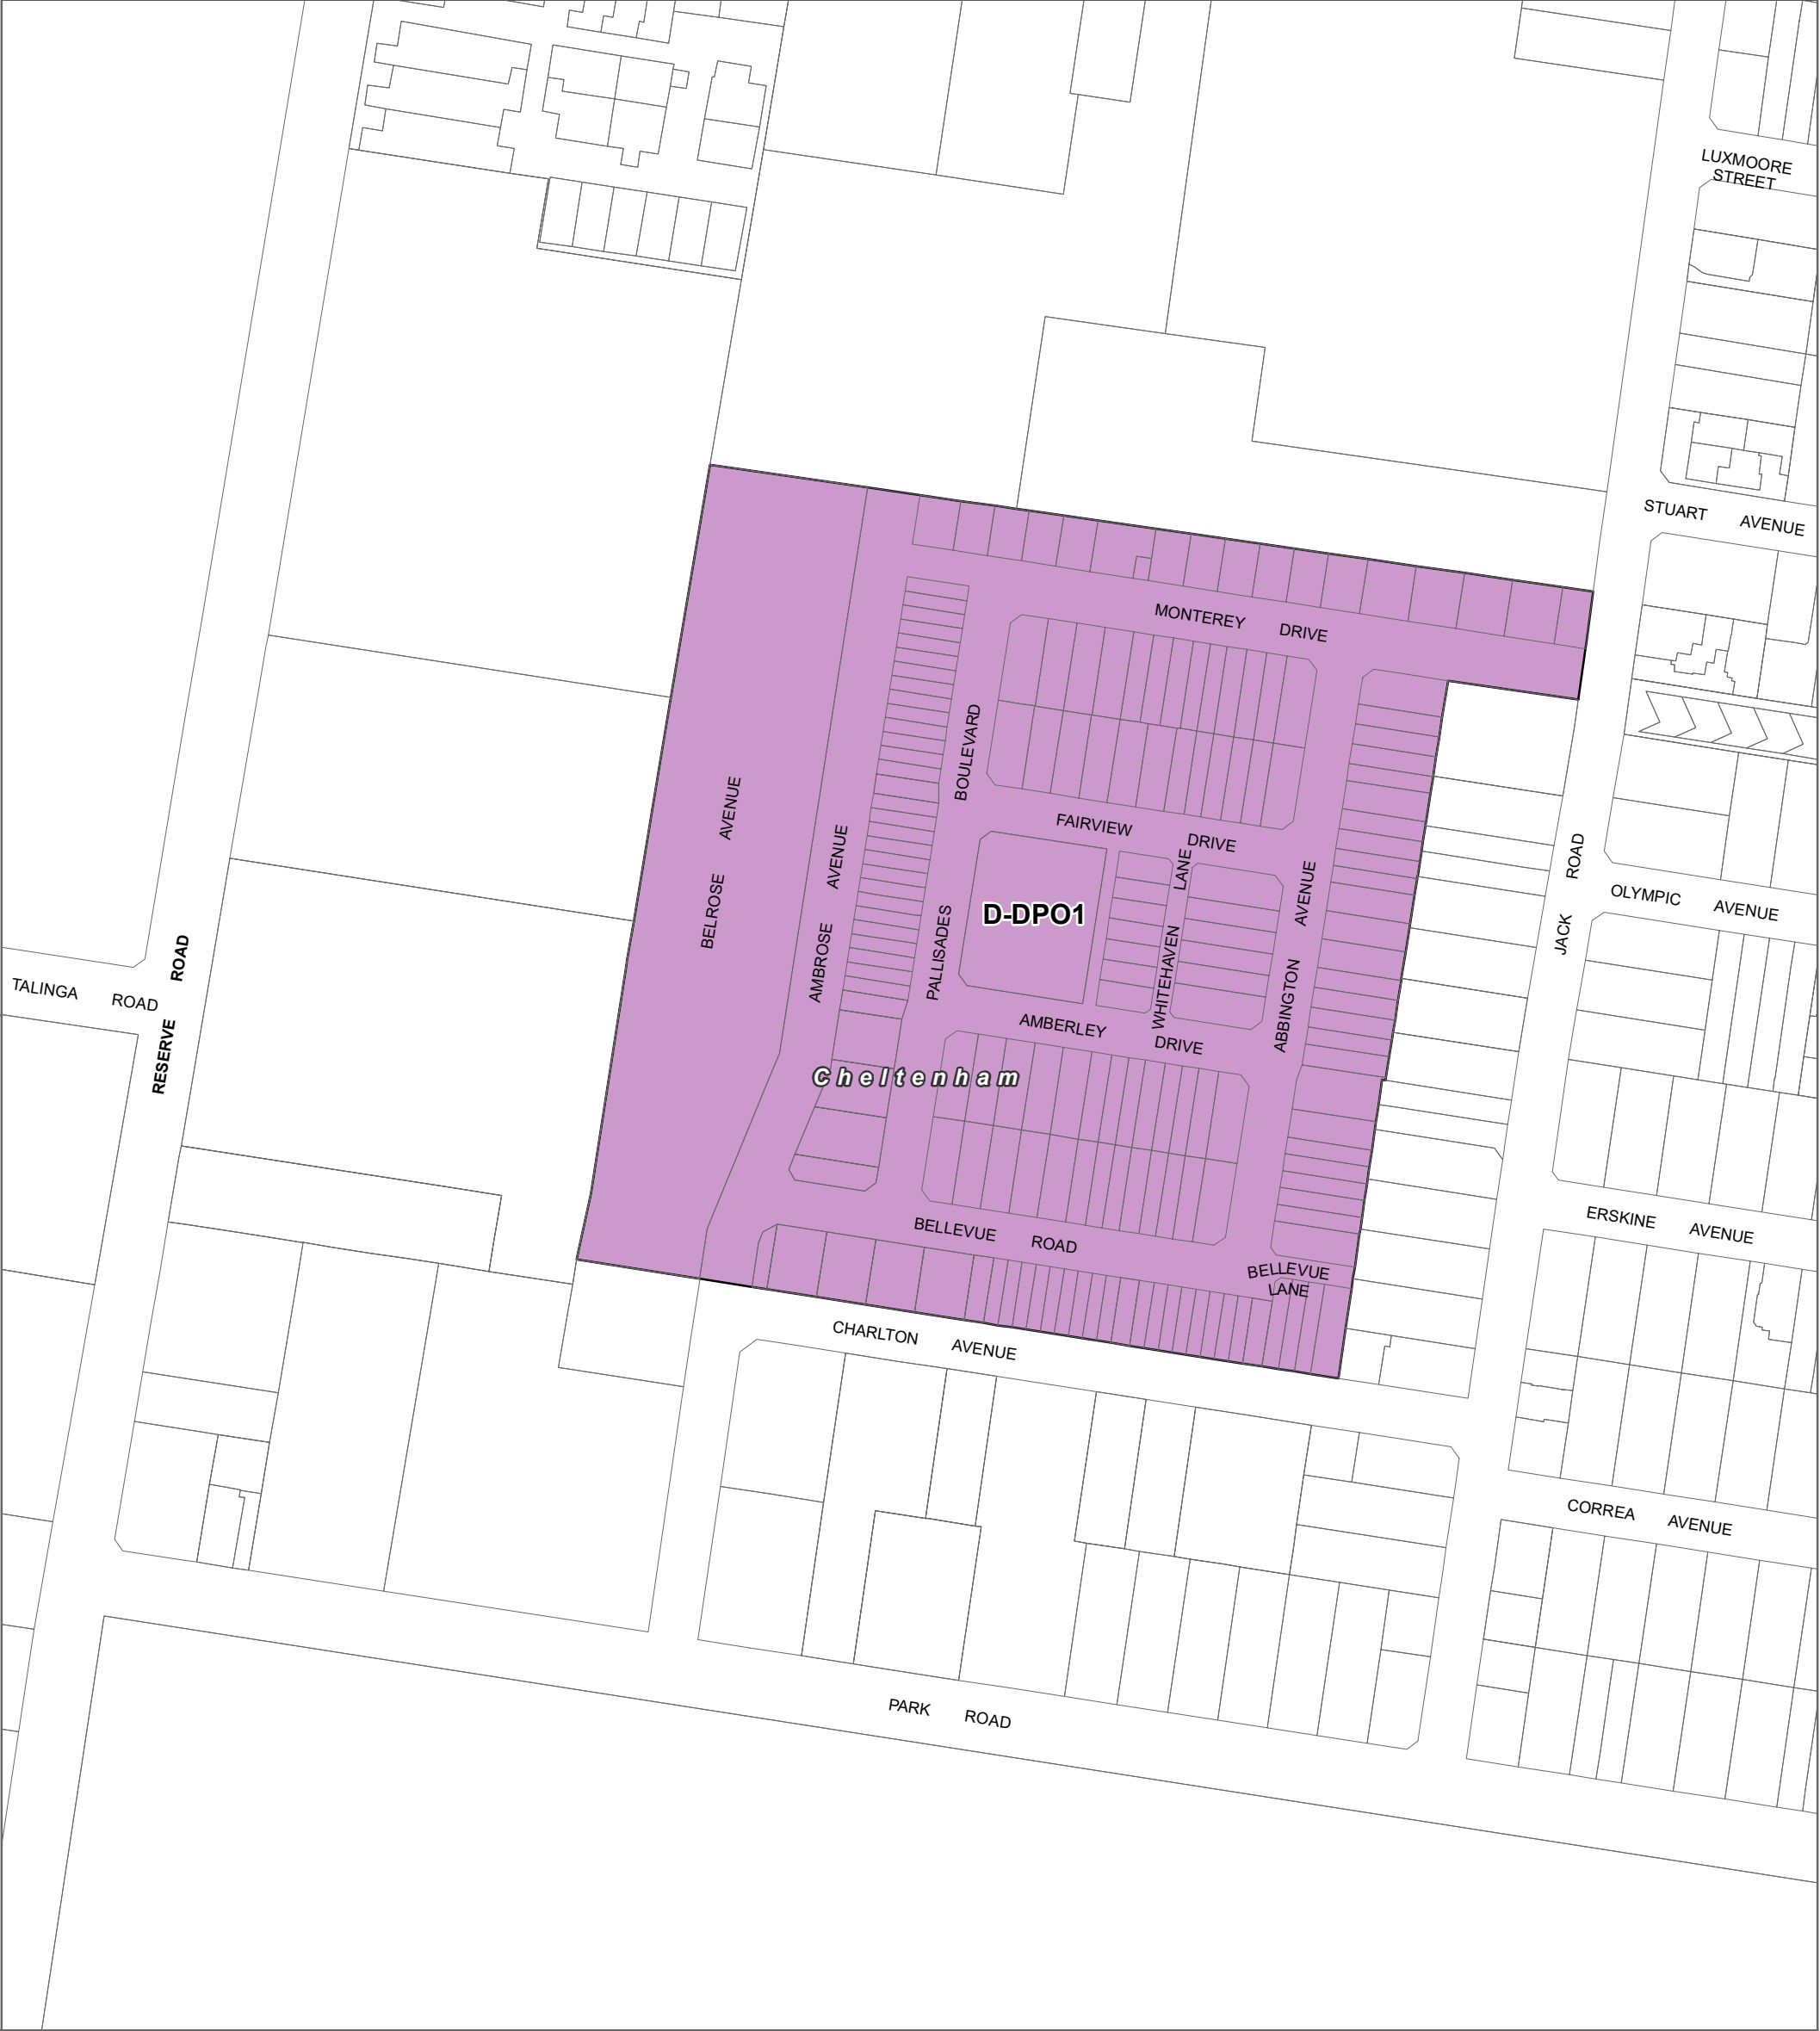 LUXMOORE
STREET
STUART AVENUE
MONTEREY DRIVE
BOULEVARD
PALLISADES
BELROSE AVENUE
AMBROSE AVENUE
FAIRVIEW DRIVE
WHITEHAVEN LANE
ABBINGTON AVENUE
JACK ROAD
OLYMPIC AVENUE
D-DPO1
RESERVE ROAD
TALINGA ROAD
AMBERLEY DRIVE
Cheltenham
ERSKINE AVENUE
BELLEVUE ROAD
BELLEVUE
LANE
CHARLTON AVENUE
CORREA AVENUE
PARK ROAD